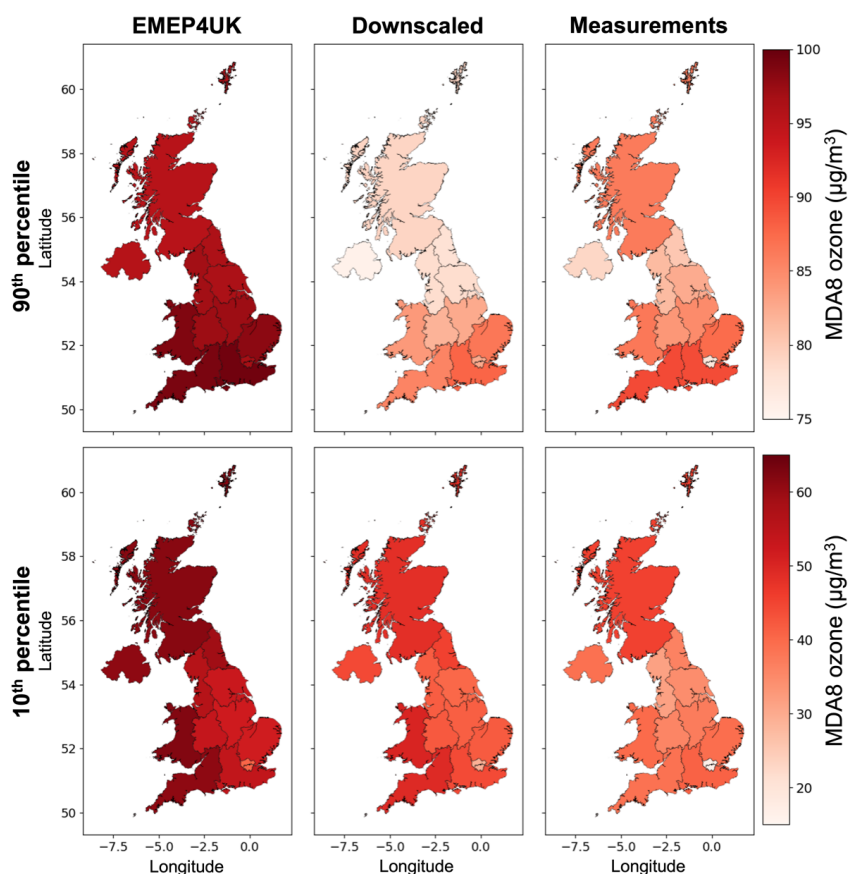 EMEP4UK Downscaled Measurements
90th percentile
Latitude
60
58
56
54
52
50
100
95
90
85
80
75
MDA8 ozone (µg/m³)
10th percentile
Latitude
60
58
56
54
52
50
60
50
40
30
20
MDA8 ozone (µg/m³)
−7.5 −5.0 −2.5 0.0 −7.5 −5.0 −2.5 0.0 −7.5 −5.0 −2.5 0.0
Longitude Longitude Longitude